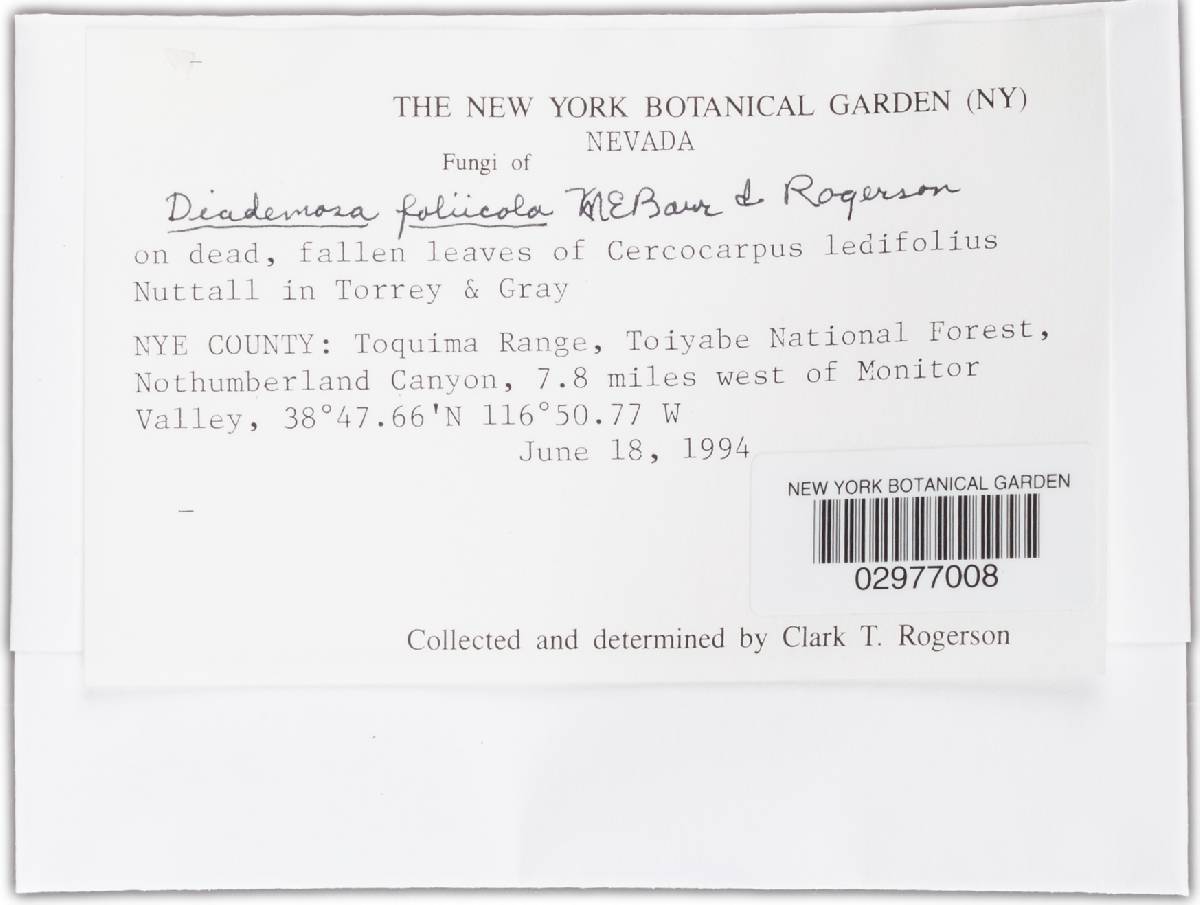 THE NEW YORK BOTANICAL GARDEN (NY)
NEVADA
Fungi of
Diademosa foliicola M E Barr & Rogerson
on dead, fallen leaves of Cercocarpus ledifolius
Nuttall in Torrey & Gray
NYE COUNTY: Toquima Range, Toiyabe National Forest,
Nothumberland Canyon, 7.8 miles west of Monitor
Valley, 38°47.66'N 116°50.77 W
June 18, 1994
NEW YORK BOTANICAL GARDEN
02977008
Collected and determined by Clark T. Rogerson